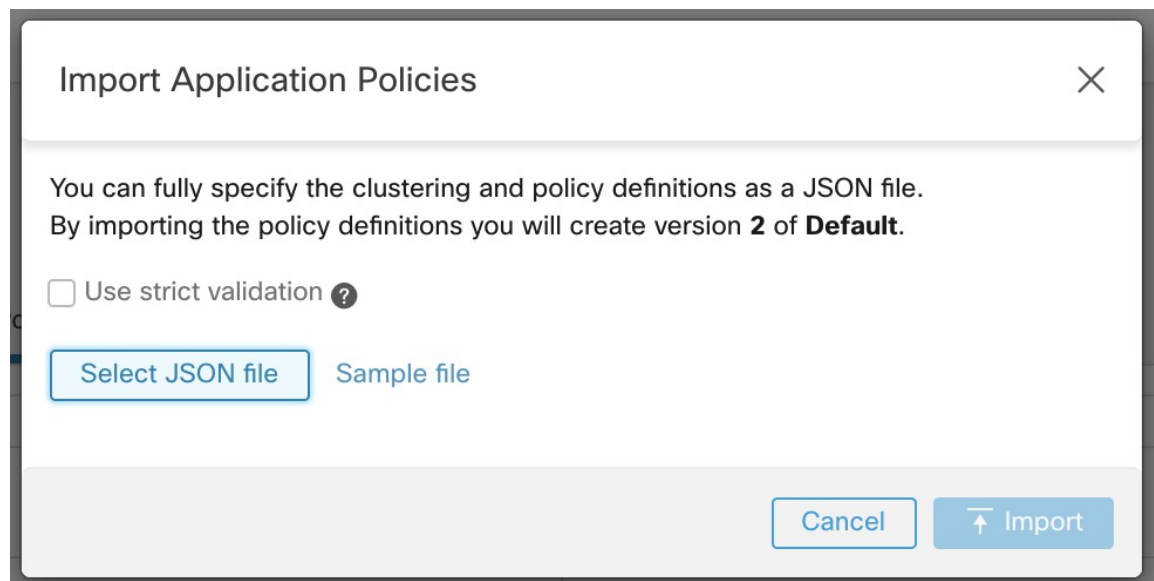 Import Application Policies
You can fully specify the clustering and policy definitions as a JSON file.
By importing the policy definitions you will create version 2 of Default.
Use strict validation ?
Select JSON file Sample file
Cancel Import